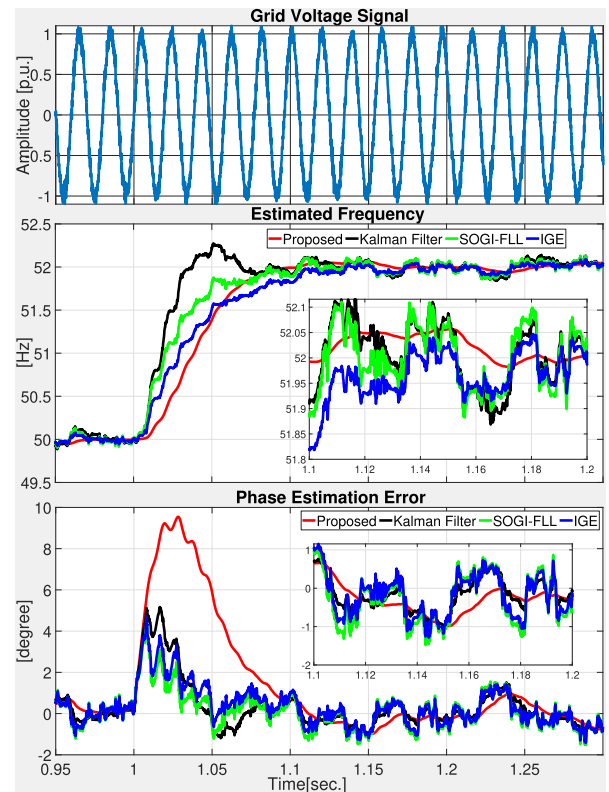 Grid Voltage Signal
Amplitude [p.u.]
1
0.5
0
-0.5
-1
Estimated Frequency
[Hz]
52.5
52
51.5
51
50.5
50
49.5
Proposed Kalman Filter SOGI-FLL IGE
52.1
52.05
52
51.95
51.9
51.85
51.8
1.1 1.12 1.14 1.16 1.18 1.2
Phase Estimation Error
[degree]
10
8
6
4
2
0
-2
Proposed Kalman Filter SOGI-FLL IGE
1
0
-1
-2
1.1 1.12 1.14 1.16 1.18 1.2
0.95 1 1.05 1.1 1.15 1.2 1.25
Time[sec.]